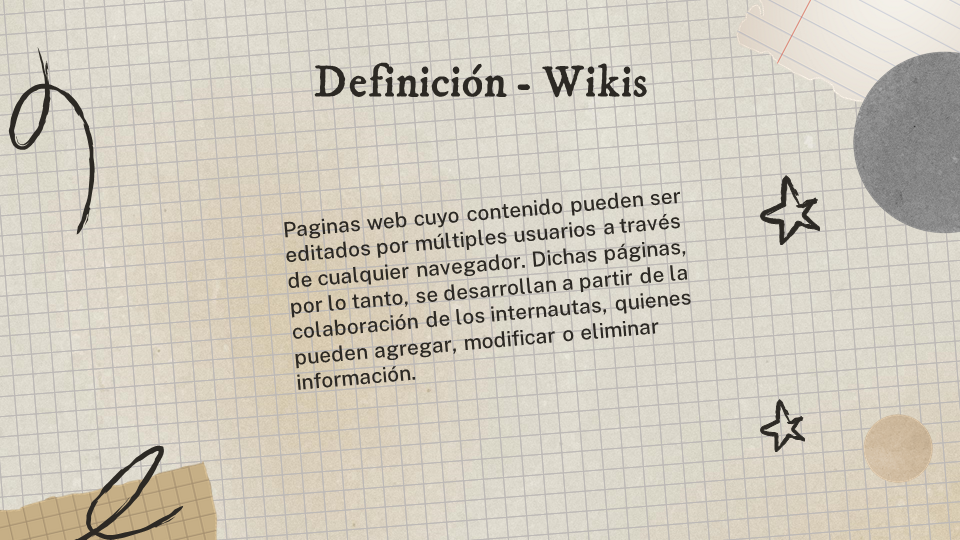 Definición - Wikis
Paginas web cuyo contenido pueden ser
editados por múltiples usuarios a través
de cualquier navegador. Dichas páginas,
por lo tanto, se desarrollan a partir de la
colaboración de los internautas, quienes
pueden agregar, modificar o eliminar
información.